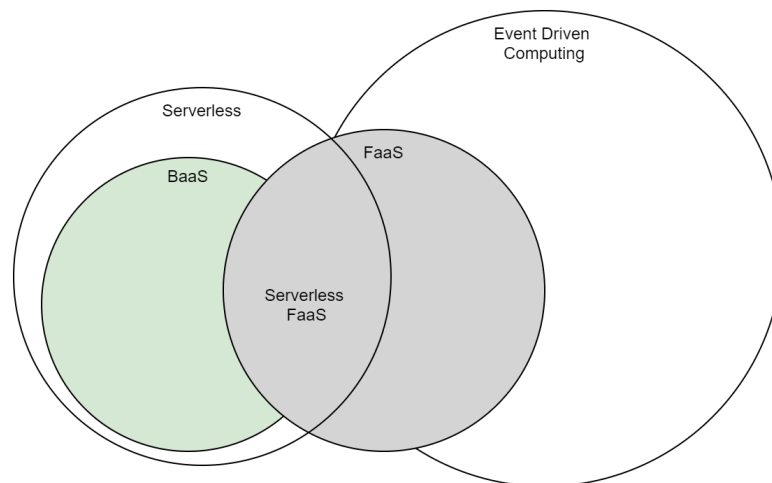 Event Driven
Computing
Serverless
FaaS
BaaS
Serverless
FaaS